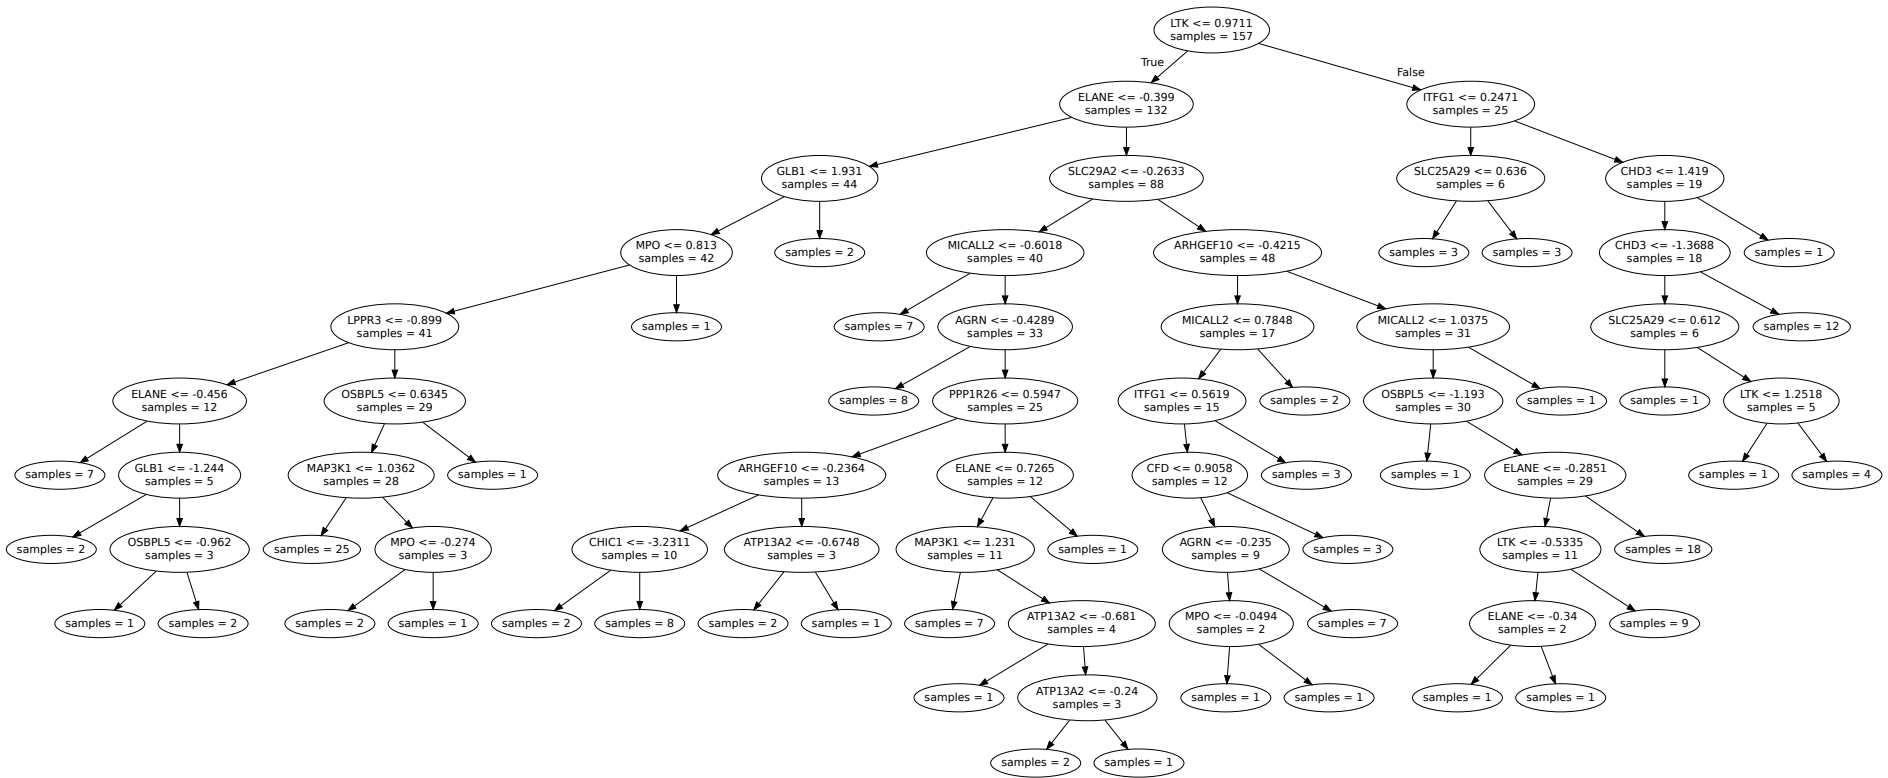 LTK <= 0.9711
samples = 157
True
False
ELANE <= -0.399
samples = 132
ITFG1 <= 0.2471
samples = 25
GLB1 <= 1.931
samples = 44
SLC29A2 <= -0.2633
samples = 88
SLC25A29 <= 0.636
samples = 6
CHD3 <= 1.419
samples = 19
MPO <= 0.813
samples = 42
samples = 2
MICALL2 <= -0.6018
samples = 40
ARHGEF10 <= -0.4215
samples = 48
samples = 3
samples = 3
CHD3 <= -1.3688
samples = 18
samples = 1
LPPR3 <= -0.899
samples = 41
samples = 1
samples = 7
AGRN <= -0.4289
samples = 33
MICALL2 <= 0.7848
samples = 17
MICALL2 <= 1.0375
samples = 31
SLC25A29 <= 0.612
samples = 6
samples = 12
ELANE <= -0.456
samples = 12
OSBPL5 <= 0.6345
samples = 29
samples = 8
PPP1R26 <= 0.5947
samples = 25
ITFG1 <= 0.5619
samples = 15
samples = 2
OSBPL5 <= -1.193
samples = 30
samples = 1
samples = 1
LTK <= 1.2518
samples = 5
samples = 7
GLB1 <= -1.244
samples = 5
MAP3K1 <= 1.0362
samples = 28
samples = 1
ARHGEF10 <= -0.2364
samples = 13
ELANE <= 0.7265
samples = 12
CFD <= 0.9058
samples = 12
samples = 3
samples = 1
ELANE <= -0.2851
samples = 29
samples = 1
samples = 4
samples = 2
OSBPL5 <= -0.962
samples = 3
samples = 25
MPO <= -0.274
samples = 3
CHIC1 <= -3.2311
samples = 10
ATP13A2 <= -0.6748
samples = 3
MAP3K1 <= 1.231
samples = 11
samples = 1
AGRN <= -0.235
samples = 9
samples = 3
LTK <= -0.5335
samples = 11
samples = 18
samples = 1
samples = 2
samples = 2
samples = 1
samples = 2
samples = 8
samples = 2
samples = 1
samples = 7
ATP13A2 <= -0.681
samples = 4
MPO <= -0.0494
samples = 2
samples = 7
ELANE <= -0.34
samples = 2
samples = 9
samples = 1
ATP13A2 <= -0.24
samples = 3
samples = 1
samples = 1
samples = 1
samples = 1
samples = 2
samples = 1